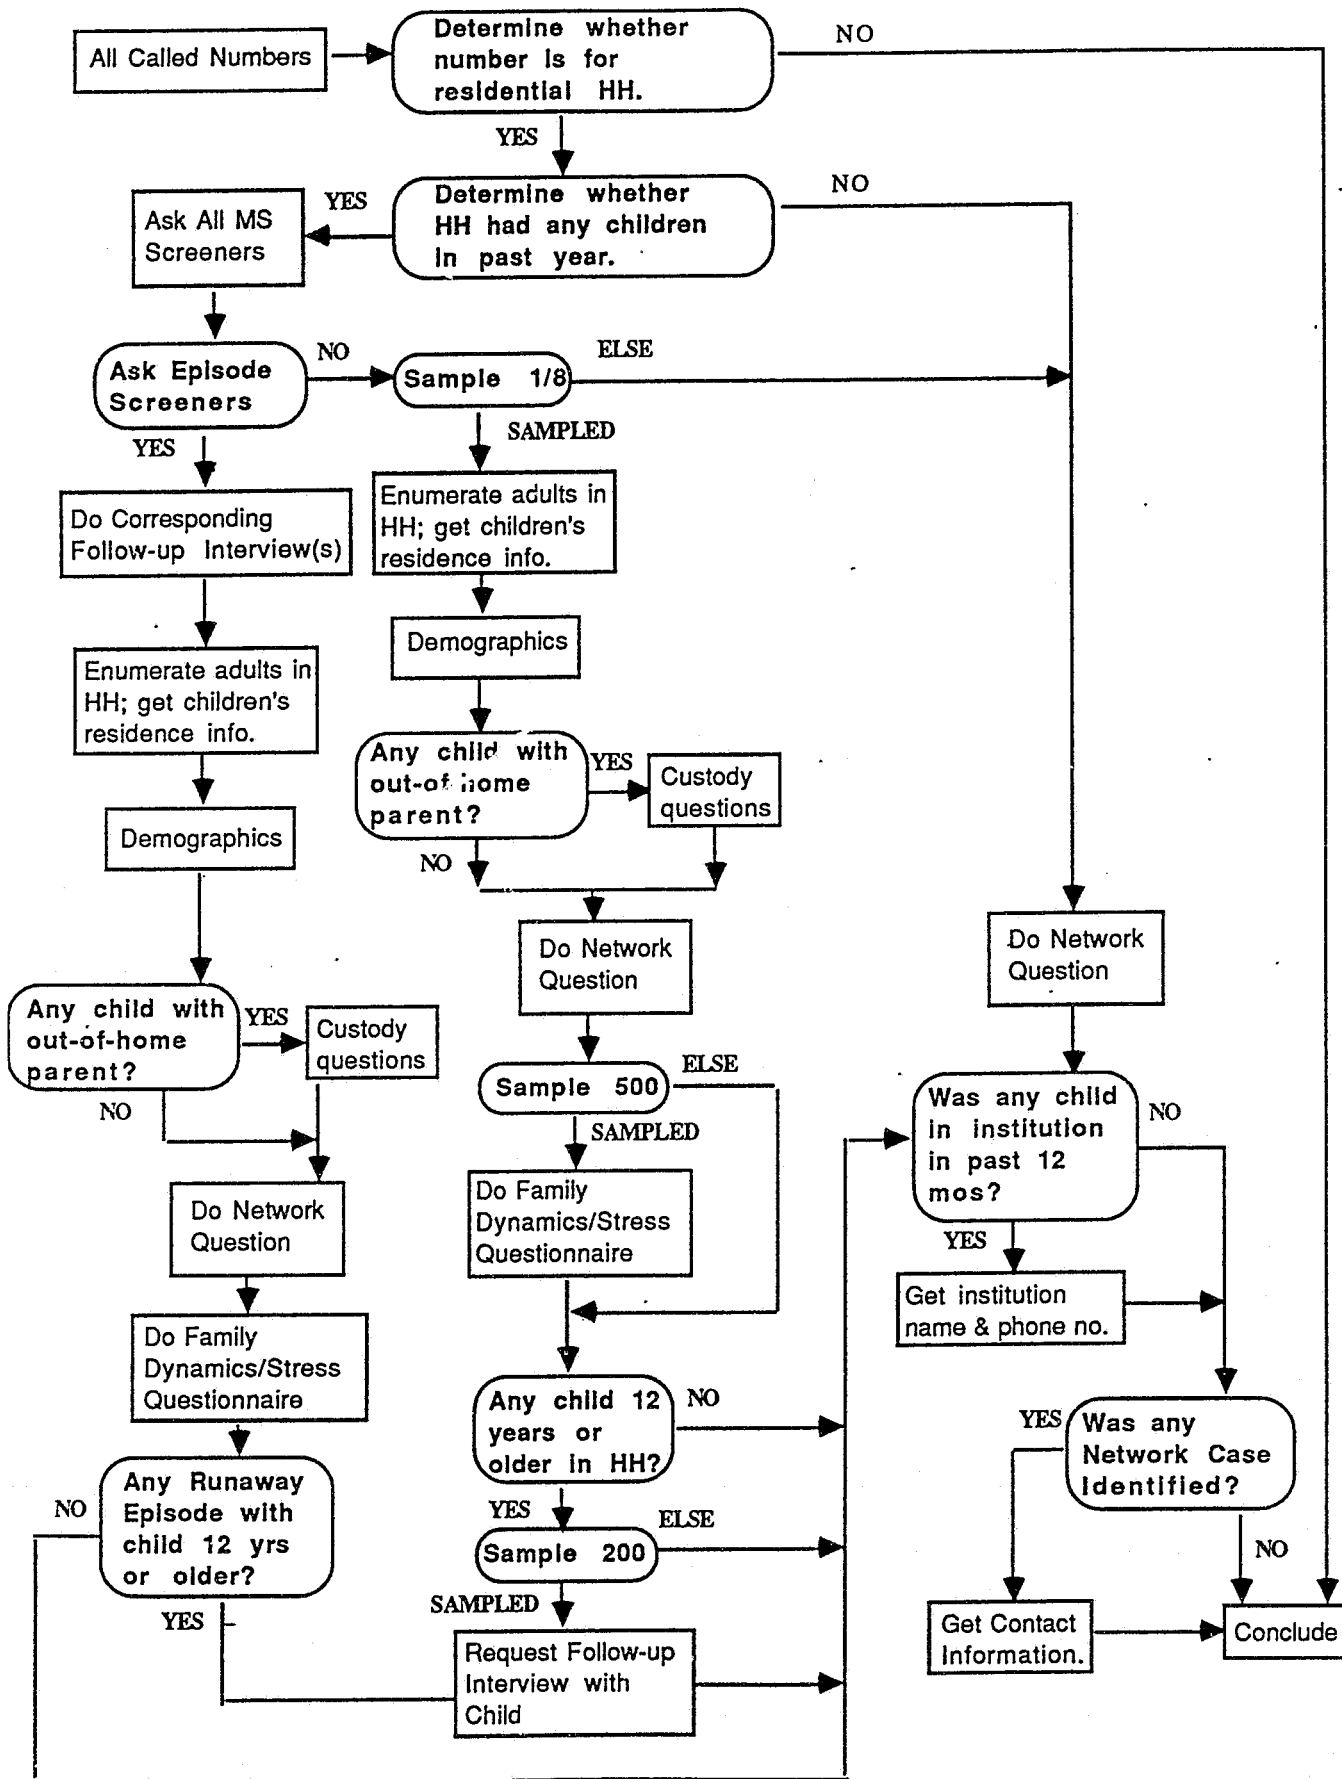 All Called Numbers
Determine whether
number is for
residential HH.
NO
YES
Determine whether
HH had any children
in past year.
NO
YES
Ask All MS
Screeners
Ask Episode
Screeners
NO
Sample 1/8
ELSE
YES
SAMPLED
Do Corresponding
Follow-up Interview(s)
Enumerate adults in
HH; get children's
residence info.
Enumerate adults in
HH; get children's
residence info.
Demographics
Demographics
Any child with
out-of home
parent?
YES
Custody
questions
NO
Do Network
Question
Do Network
Question
Any child with
out-of-home
parent?
YES
Custody
questions
NO
Sample 500
ELSE
SAMPLED
Was any child
in institution
in past 12
mos?
NO
YES
Do Network
Question
Do Family
Dynamics/Stress
Questionnaire
Get institution
name & phone no.
Do Family
Dynamics/Stress
Questionnaire
Any child 12
years or
older in HH?
NO
YES
Was any
Network Case
Identified?
YES
NO
Any Runaway
Episode with
child 12 yrs
or older?
NO
YES
Sample 200
ELSE
SAMPLED
Request Follow-up
Interview with
Child
Get Contact
Information.
Conclude